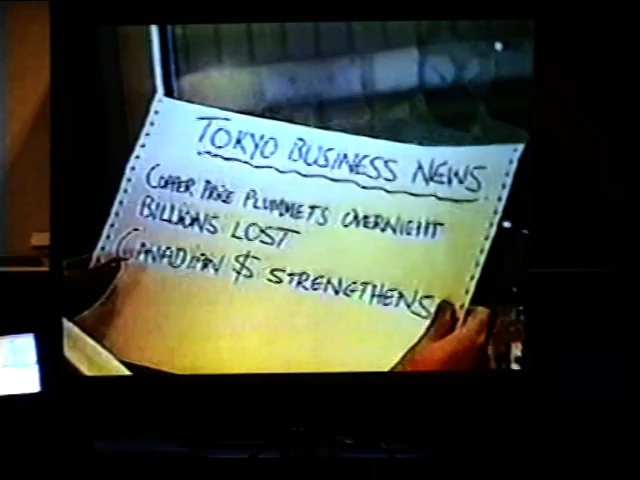 TOKYO BUSINESS NEWS
COPPER PRICE PLUMMETS OVERNIGHT
BILLIONS LOST
CANADIAN $ STRENGTHENS